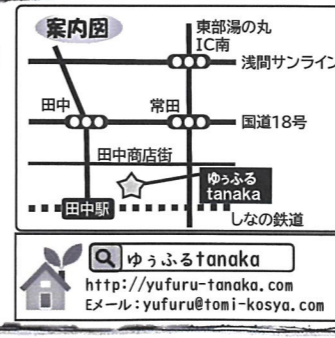 案内図
東部湯の丸
IC南
浅間サンライン
田中
常田
国道18号
田中商店街
ゆぅふる
tanaka
田中駅
しなの鉄道
ゆぅふるtanaka
http://yufuru-tanaka.com
Eメール:yufuru@tomi-kosya.com